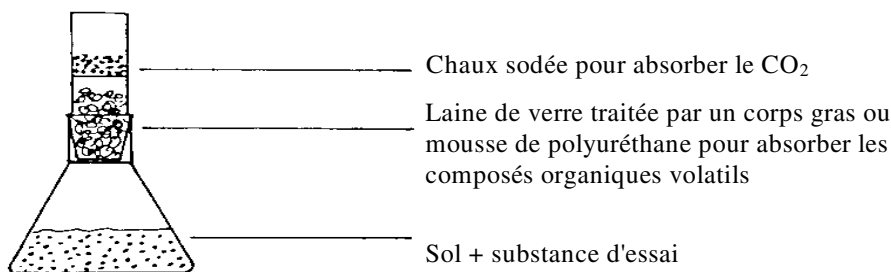 Chaux sodée pour absorber le CO₂
Laine de verre traitée par un corps gras ou
mousse de polyuréthane pour absorber les
composés organiques volatils
Sol + substance d'essai